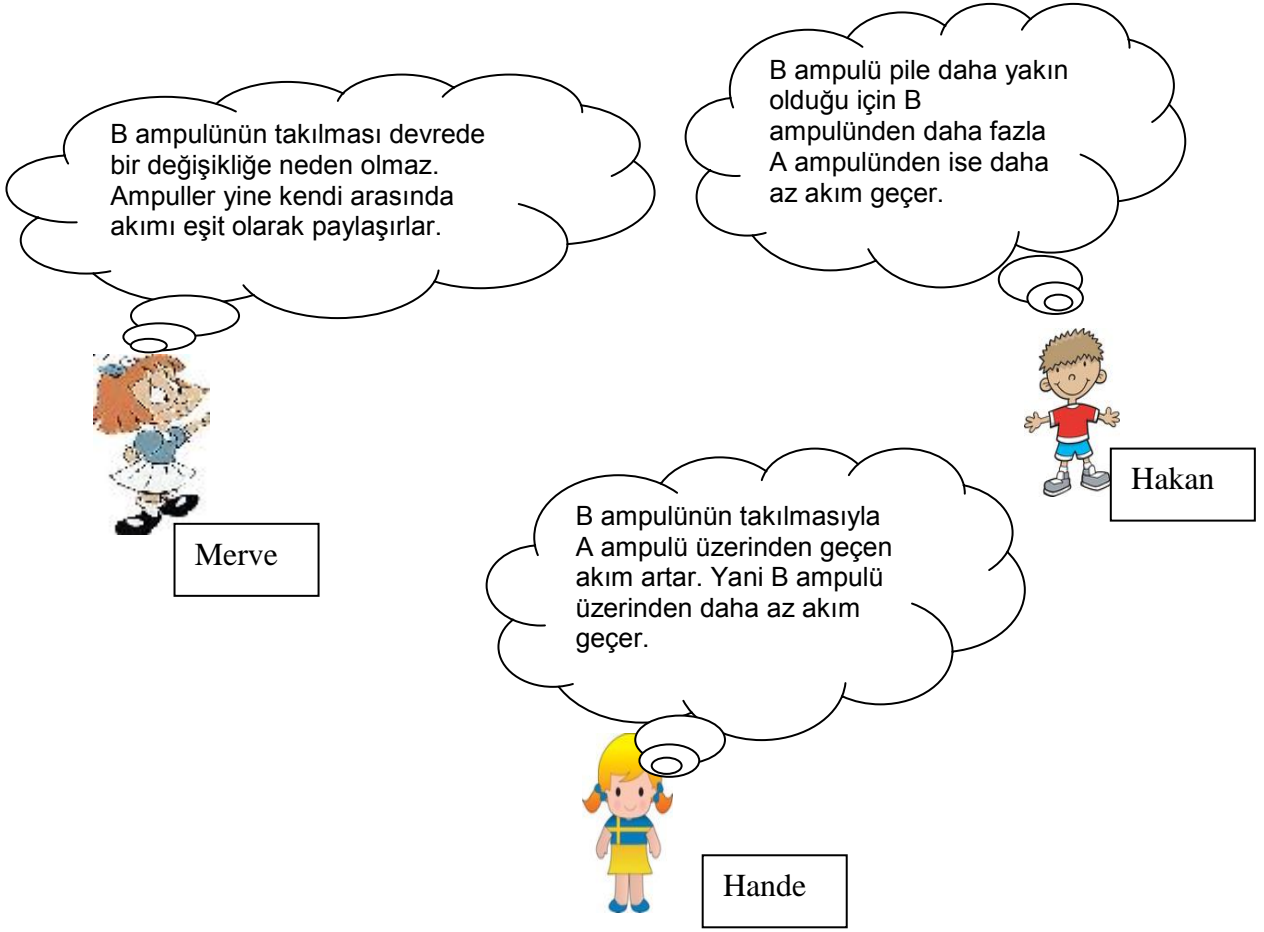 B ampulünün takılması devrede
bir değişikliğe neden olmaz.
Ampuller yine kendi arasında
akımı eşit olarak paylaşırlar.
Merve
B ampulü pile daha yakın
olduğu için B
ampulünden daha fazla
A ampulünden ise daha
az akım geçer.
Hakan
B ampulünün takılmasıyla
A ampulü üzerinden geçen
akım artar. Yani B ampulü
üzerinden daha az akım
geçer.
Hande